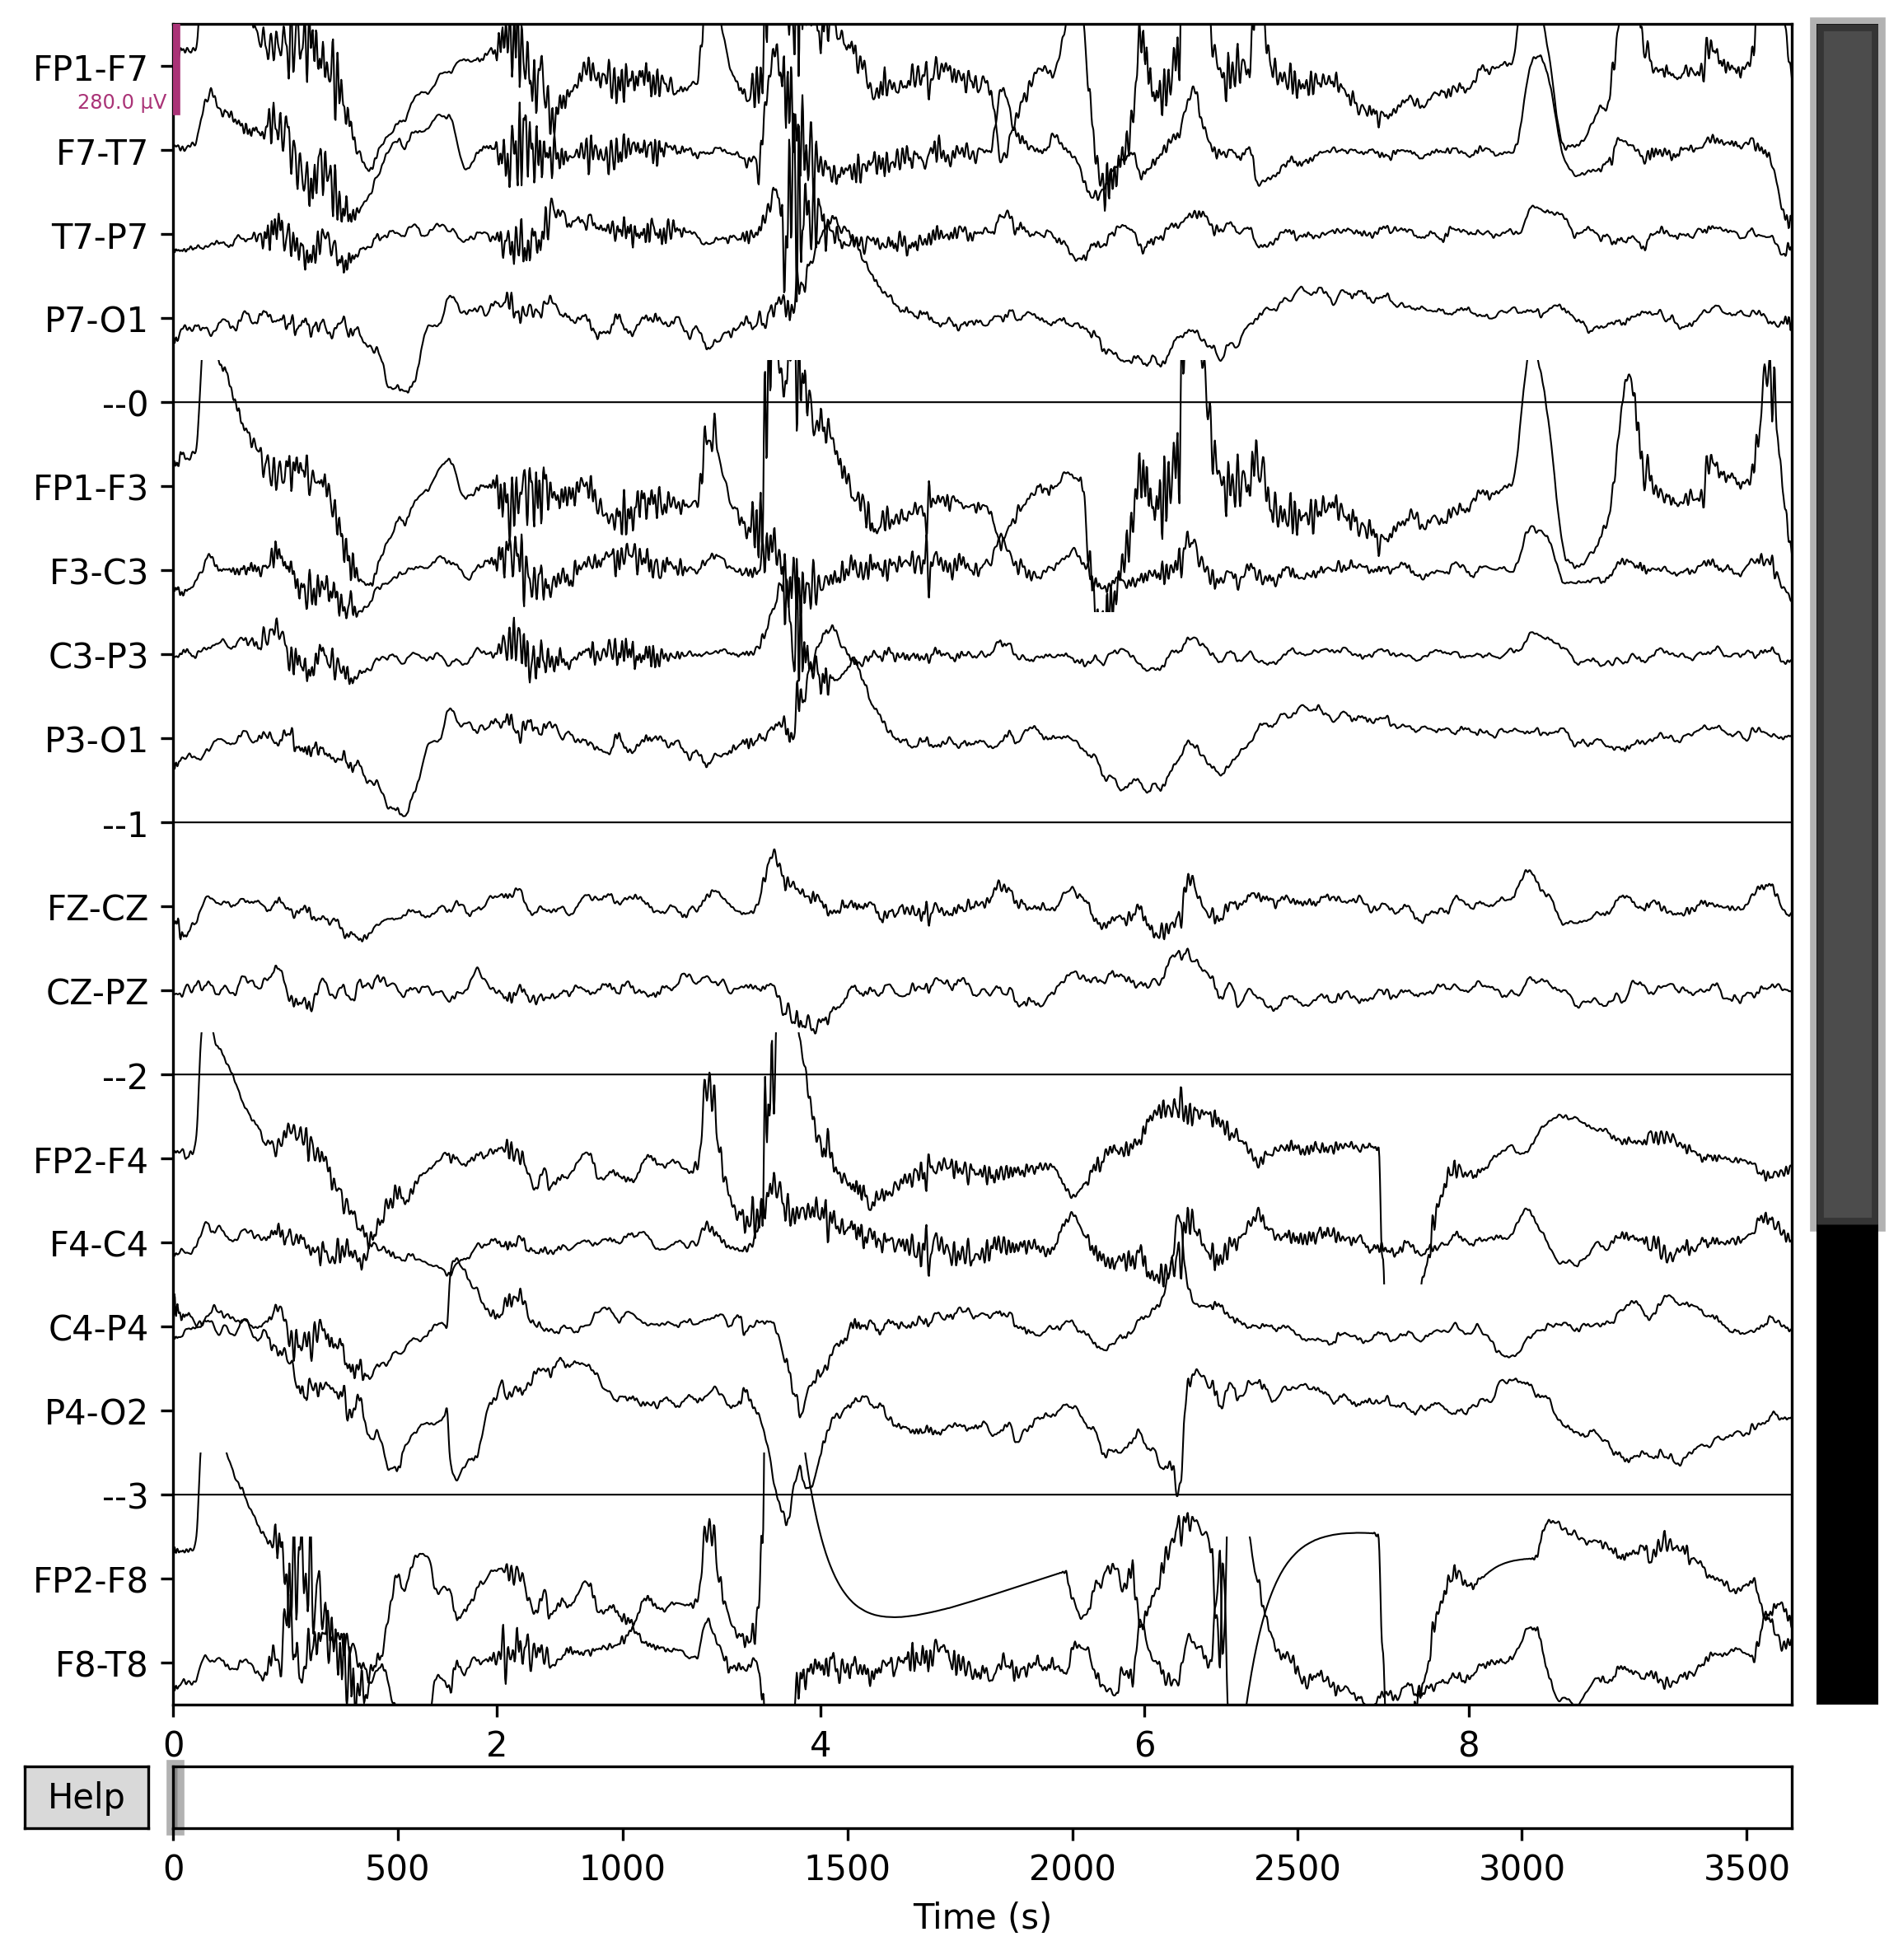 FP1-F7
280.0 µV
F7-T7
T7-P7
P7-O1
--0
FP1-F3
F3-C3
C3-P3
P3-O1
--1
FZ-CZ
CZ-PZ
--2
FP2-F4
F4-C4
C4-P4
P4-O2
--3
FP2-F8
F8-T8
0 2 4 6 8
Help
0 500 1000 1500 2000 2500 3000 3500
Time (s)